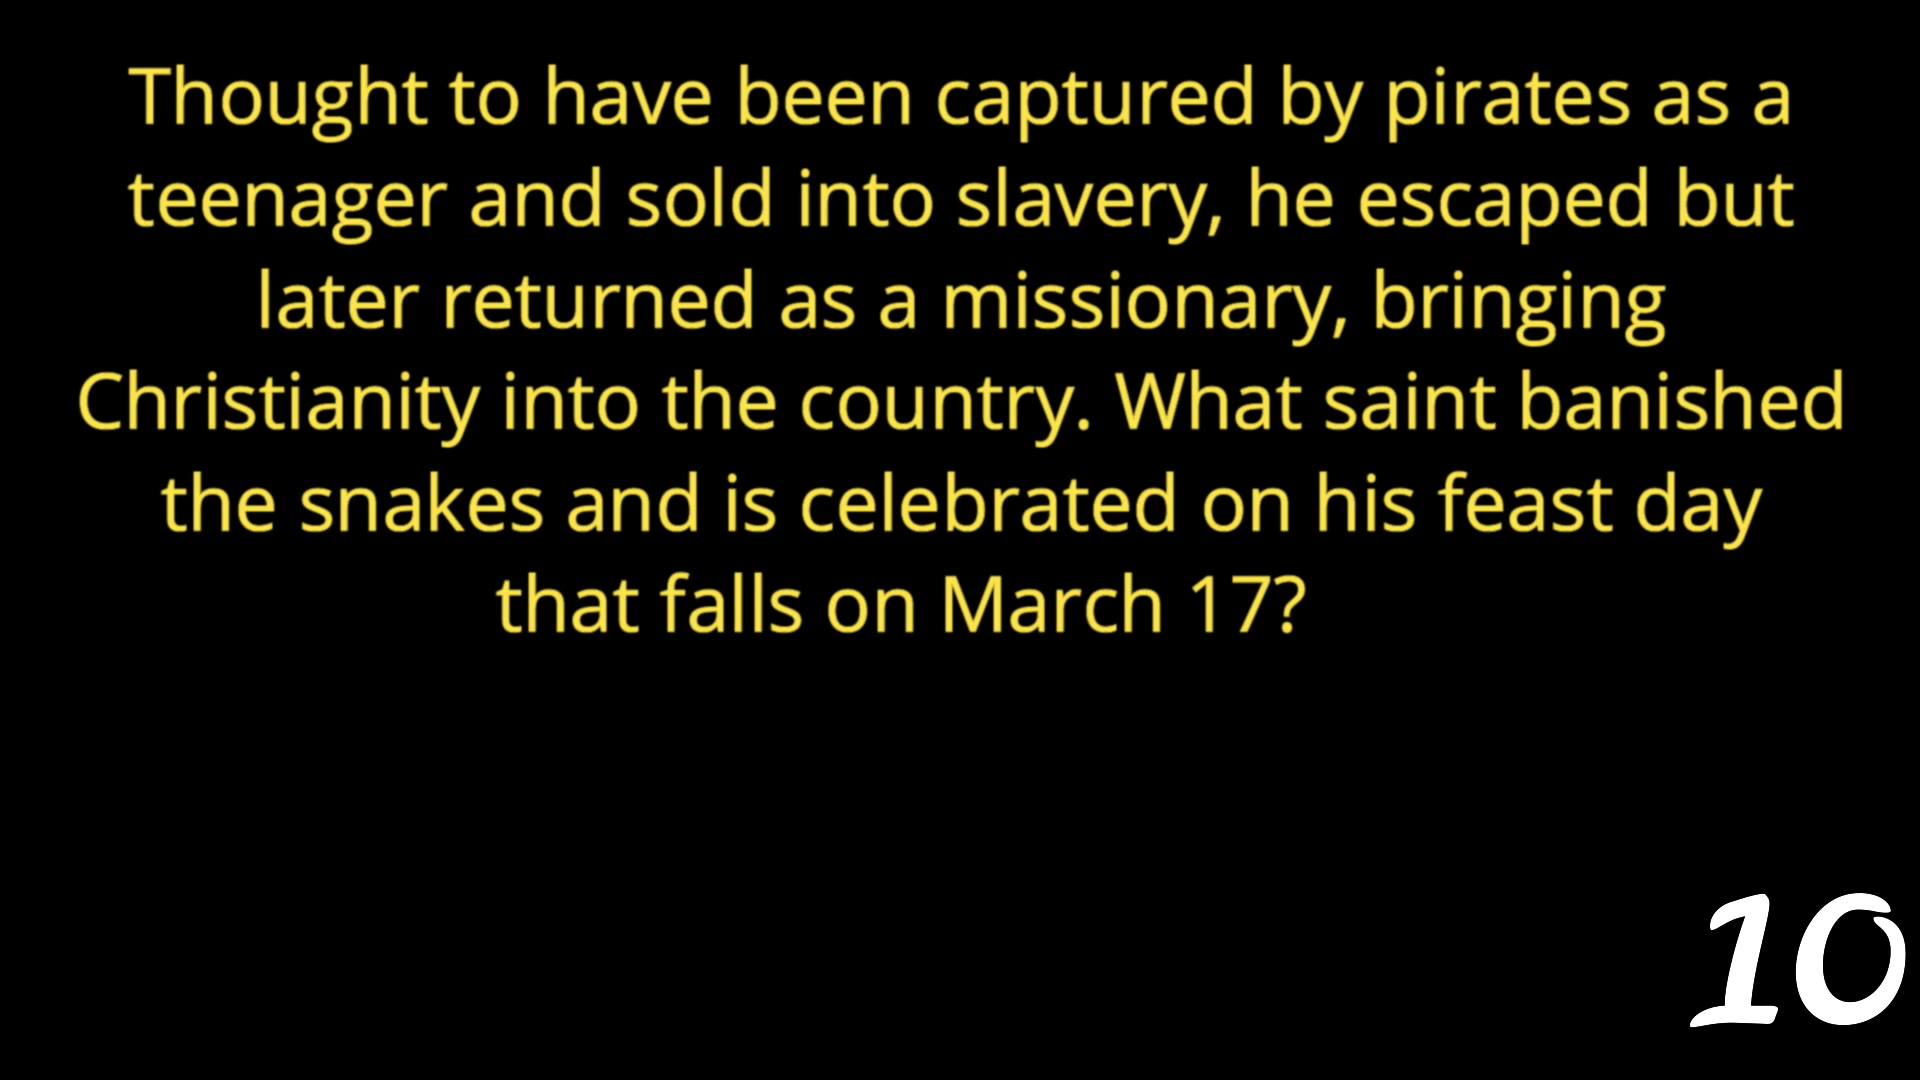 Thought to have been captured by pirates as a
teenager and sold into slavery, he escaped but
later returned as a missionary, bringing
Christianity into the country. What saint banished
the snakes and is celebrated on his feast day
that falls on March 17?
10